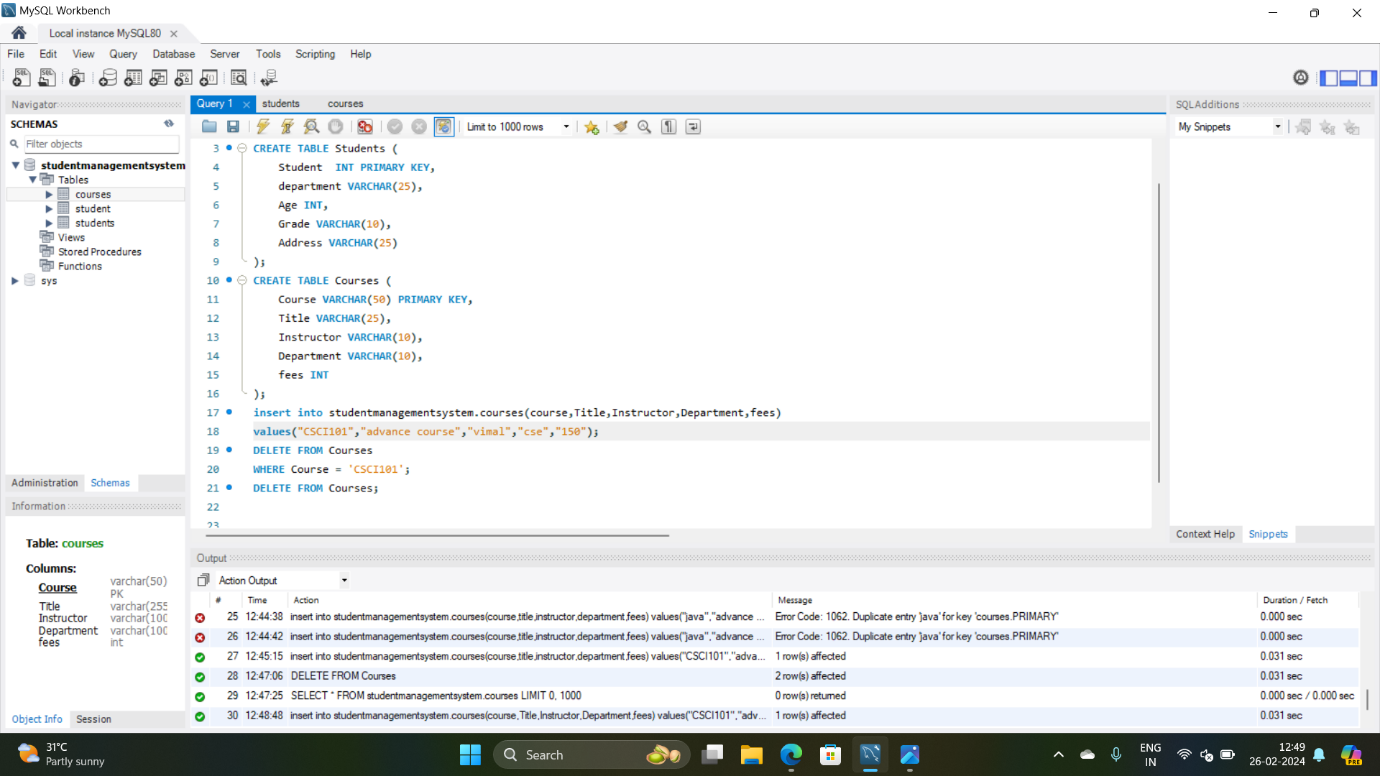 MySQL Workbench
Local instance MySQL80
File Edit View Query Database Server Tools Scripting Help
Navigator
SCHEMAS
Filter objects
studentmanagementsystem
Tables
courses
student
students
Views
Stored Procedures
Functions
sys
Administration Schemas
Information
Table: courses
Columns:
Course varchar(50) PK
Title varchar(255
Instructor varchar(100
Department varchar(100
fees int
Object Info Session
Query 1 students courses
Limit to 1000 rows
3 CREATE TABLE Students (
4 Student INT PRIMARY KEY,
5 department VARCHAR(25),
6 Age INT,
7 Grade VARCHAR(10),
8 Address VARCHAR(25)
9 );
10 CREATE TABLE Courses (
11 Course VARCHAR(50) PRIMARY KEY,
12 Title VARCHAR(25),
13 Instructor VARCHAR(10),
14 Department VARCHAR(10),
15 fees INT
16 );
17 insert into studentmanagementsystem.courses(course,Title,Instructor,Department,fees)
18 values("CSCI101","advance course","vimal","cse","150");
19 DELETE FROM Courses
20 WHERE Course = 'CSCI101';
21 DELETE FROM Courses;
22
23
SQLAdditions
My Snippets
Context Help Snippets
Output
Action Output
# Time Action Message Duration / Fetch
25 12:44:38 insert into studentmanagementsystem.courses(course,title,instructor,department,fees) values("java","advance ... Error Code: 1062. Duplicate entry 'java' for key 'courses.PRIMARY' 0.000 sec
26 12:44:42 insert into studentmanagementsystem.courses(course,title,instructor,department,fees) values("java","advance ... Error Code: 1062. Duplicate entry 'java' for key 'courses.PRIMARY' 0.000 sec
27 12:45:15 insert into studentmanagementsystem.courses(course,title,instructor,department,fees) values("CSCI101","adva... 1 row(s) affected 0.031 sec
28 12:47:06 DELETE FROM Courses 2 row(s) affected 0.031 sec
29 12:47:25 SELECT * FROM studentmanagementsystem.courses LIMIT 0, 1000 0 row(s) returned 0.000 sec / 0.000 sec
30 12:48:48 insert into studentmanagementsystem.courses(course,Title,Instructor,Department,fees) values("CSCI101","adva... 1 row(s) affected 0.031 sec
31°C
Partly sunny
Search
ENG
IN
12:49
26-02-2024
PRE